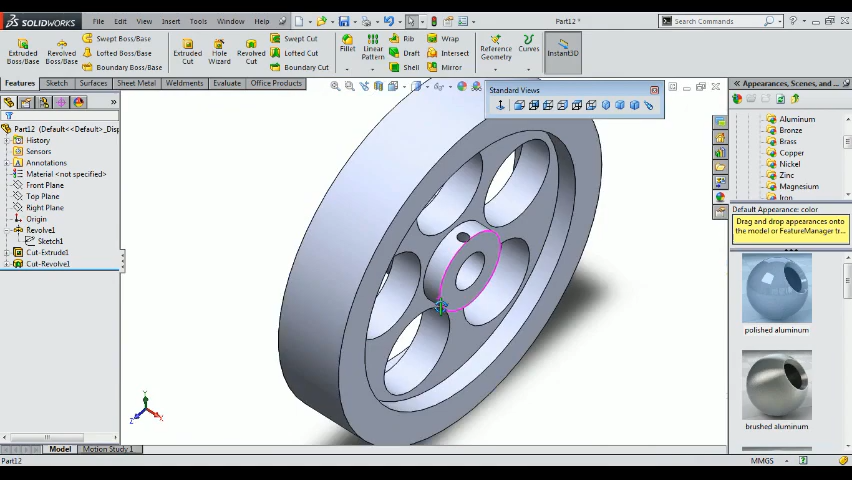 SOLIDWORKS File Edit View Insert Tools Window Help Part12 * Search Commands
Extruded Boss/Base
Revolved Boss/Base
Swept Boss/Base
Lofted Boss/Base
Boundary Boss/Base
Extruded Cut
Hole Wizard
Revolved Cut
Swept Cut
Lofted Cut
Boundary Cut
Fillet
Linear Pattern
Rib
Draft
Shell
Wrap
Intersect
Mirror
Reference Geometry
Curves
Instant3D
Features Sketch Surfaces Sheet Metal Weldments Evaluate Office Products
Standard Views
Appearances, Scenes, and...
Part12 (Default<<Default>_Disp
History
Sensors
Annotations
Material <not specified>
Front Plane
Top Plane
Right Plane
Origin
Revolve1
Sketch1
Cut-Extrude1
Cut-Revolve1
Aluminum
Bronze
Brass
Copper
Nickel
Zinc
Magnesium
Iron
Default Appearance: color
Drag and drop appearances onto
the model or FeatureManager tr...
polished aluminum
brushed aluminum
Y
Z
X
Model Motion Study 1
Part12 MMGS